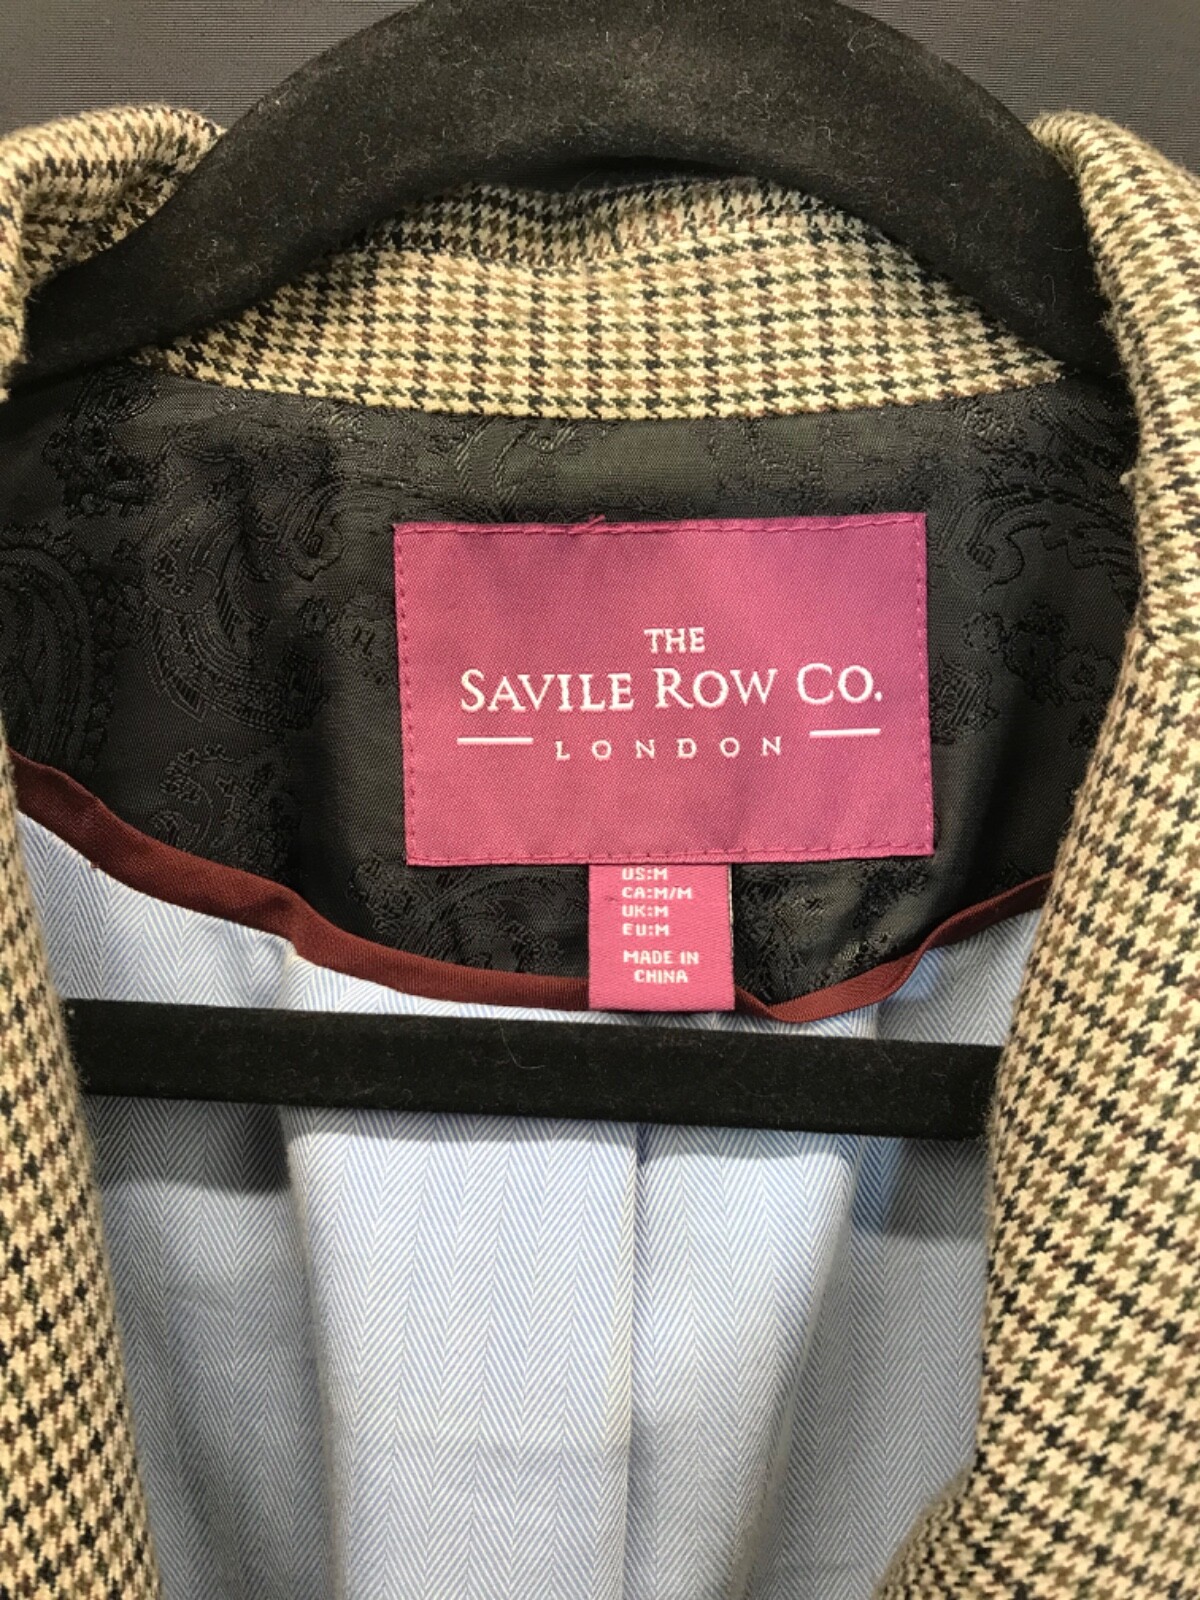 THE
SAVILE ROW CO.
LONDON
US:M
CA:M/M
UK:M
EU:M
MADE IN
CHINA